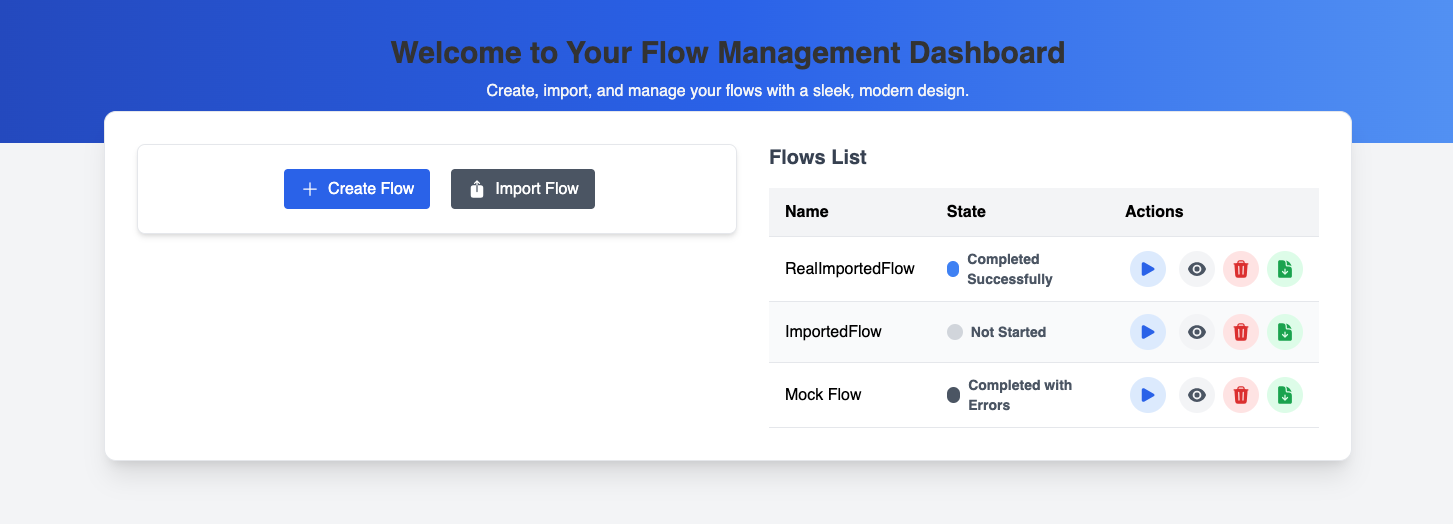 Welcome to Your Flow Management Dashboard
Create, import, and manage your flows with a sleek, modern design.
Create Flow
Import Flow
Flows List
Name State Actions
RealImportedFlow Completed
Successfully
ImportedFlow Not Started
Mock Flow Completed with
Errors